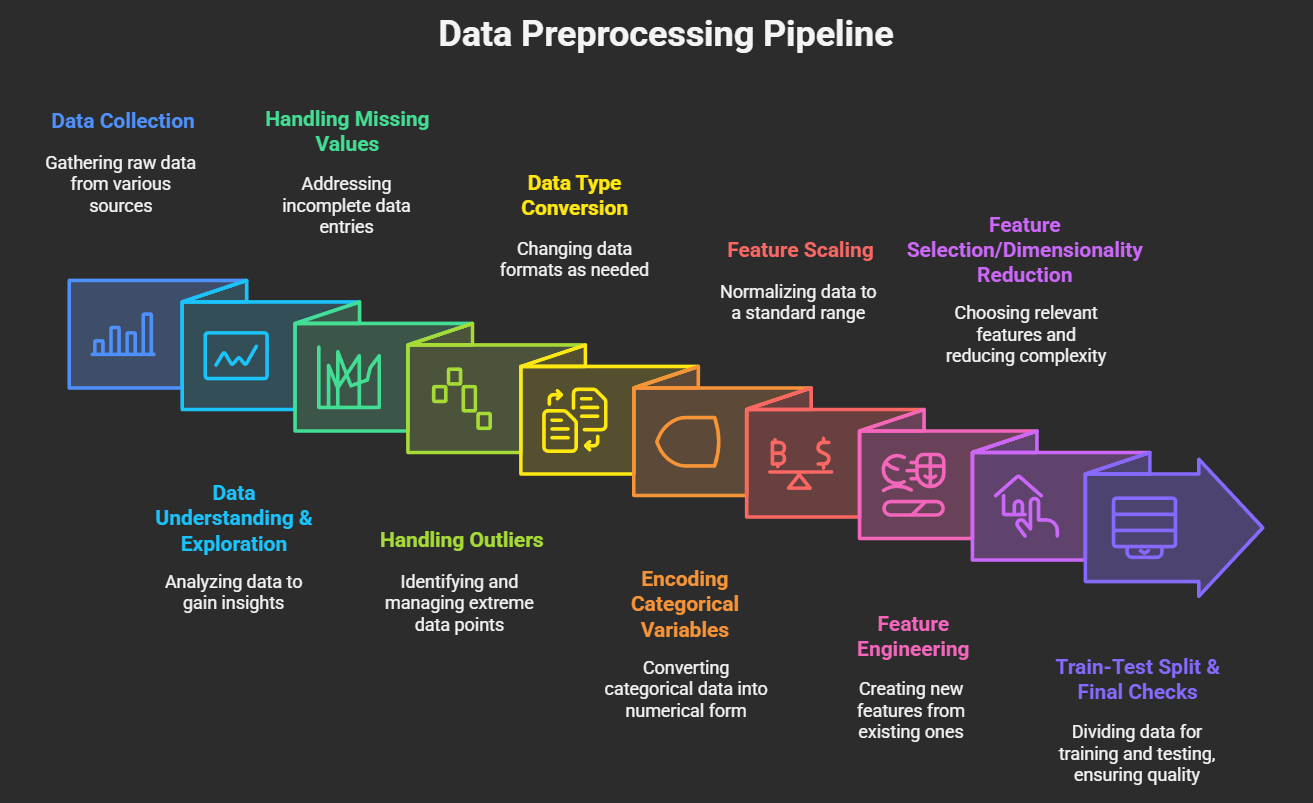 Data Preprocessing Pipeline
Data Collection
Gathering raw data
from various
sources
Data
Understanding &
Exploration
Analyzing data to
gain insights
Handling Missing
Values
Addressing
incomplete data
entries
Handling Outliers
Identifying and
managing extreme
data points
Data Type
Conversion
Changing data
formats as needed
Encoding
Categorical
Variables
Converting
categorical data into
numerical form
Feature Scaling
Normalizing data to
a standard range
Feature
Engineering
Creating new
features from
existing ones
Feature
Selection/Dimensionality
Reduction
Choosing relevant
features and
reducing complexity
Train-Test Split &
Final Checks
Dividing data for
training and testing,
ensuring quality